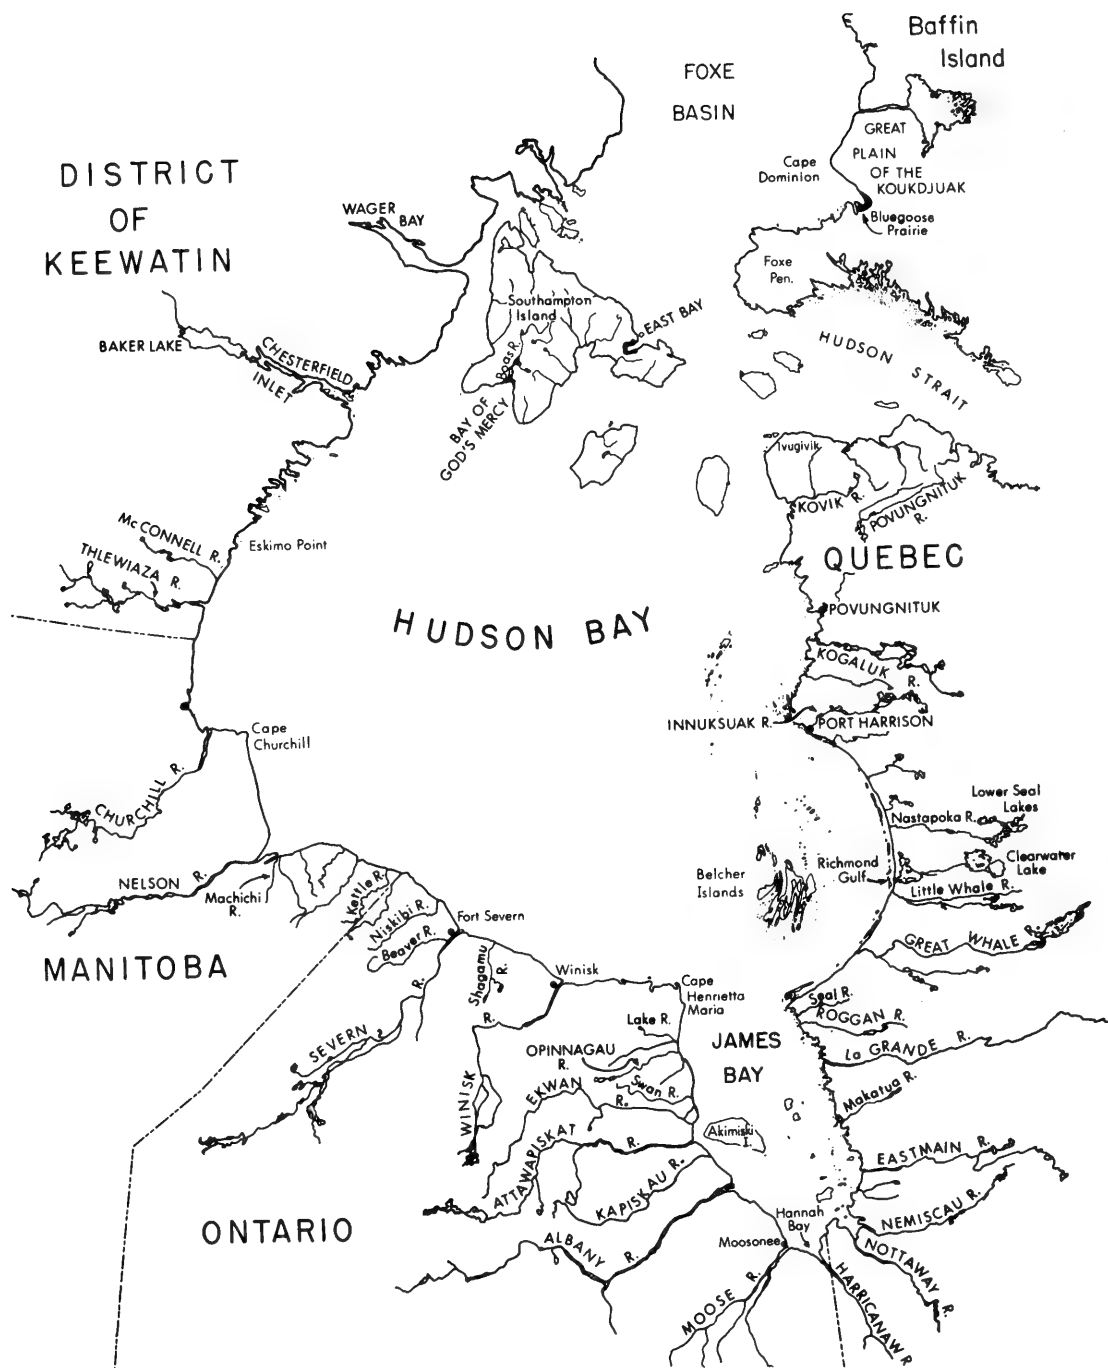 Baffin
Island
FOXE
BASIN
GREAT
PLAIN
OF THE
KOUKDJUAK
Cape
Dominion
Bluegoose
Prairie
DISTRICT
OF
KEEWATIN
WAGER
BAY
Foxe
Pen.
Southampton
Island
EAST BAY
BAKER LAKE
CHESTERFIELD
INLET
Boas R.
BAY OF
GOD'S MERCY
HUDSON STRAIT
Ivugivik
KOVIK R.
POVUNGNITUK
R.
QUEBEC
McCONNELL R.
Eskimo Point
THLEWIAZA R.
HUDSON BAY
POVUNGNITUK
KOGALUK
R.
INNUKSUAK R.
PORT HARRISON
Cape
Churchill
CHURCHILL R.
Lower Seal
Lakes
Nastapoka R.
Richmond
Gulf
Clearwater
Lake
Belcher
Islands
Little Whale R.
NELSON R.
Machichi
R.
Kettle R.
Niskibi R.
Fort Severn
Beaver R.
GREAT WHALE R.
MANITOBA
Shagamu
R.
Winisk
Cape
Henrietta
Maria
Seal R.
ROGGAN R.
SEVERN R.
Lake R.
JAMES
BAY
La GRANDE R.
OPINNAGAU
R.
WINISK R.
EKWAN R.
Swan R.
Makatua R.
Akimiski
I.
ATTAWAPISKAT R.
EASTMAIN R.
KAPISKAU R.
NEMISCAU R.
ONTARIO
Hannah
Bay
ALBANY R.
Moosonee
NOTTAWAY R.
MOOSE R.
HARRICANAW R